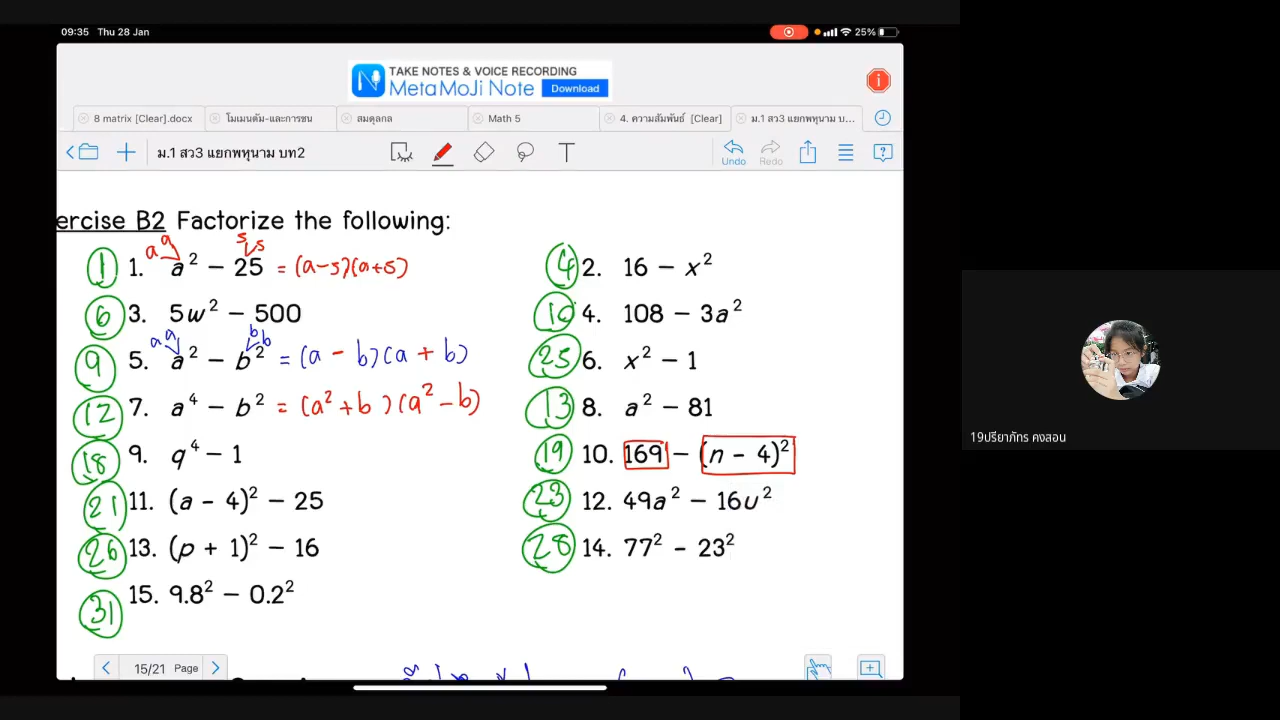 09:35 Thu 28 Jan
25%
TAKE NOTES & VOICE RECORDING
MetaMoJi Note Download
8 matrix [Clear].docx
โมเมนตัม-และการชน
สมดุลกล
Math 5
4. ความสัมพันธ์ [Clear]
ม.1 สว3 แยกพหุนาม บ...
ม.1 สว3 แยกพหุนาม บท2
T
Undo
Redo
ercise B2 Factorize the following:
a a 5 5
① 1. a² − 25 = (a−5)(a+5)
④ 2. 16 − x²
⑥ 3. 5w² − 500
⑩ 4. 108 − 3a²
a a b b
⑨ 5. a² − b² = (a − b)(a + b)
㉕ 6. x² − 1
⑫ 7. a⁴ − b² = (a² + b)(a² − b)
⑬ 8. a² − 81
⑱ 9. q⁴ − 1
⑲ 10. 169 − (n − 4)²
㉑ 11. (a − 4)² − 25
㉓ 12. 49a² − 16u²
㉖ 13. (p + 1)² − 16
㉘ 14. 77² − 23²
㉛ 15. 9.8² − 0.2²
15/21 Page
19ปรียาภัทร คงสอน